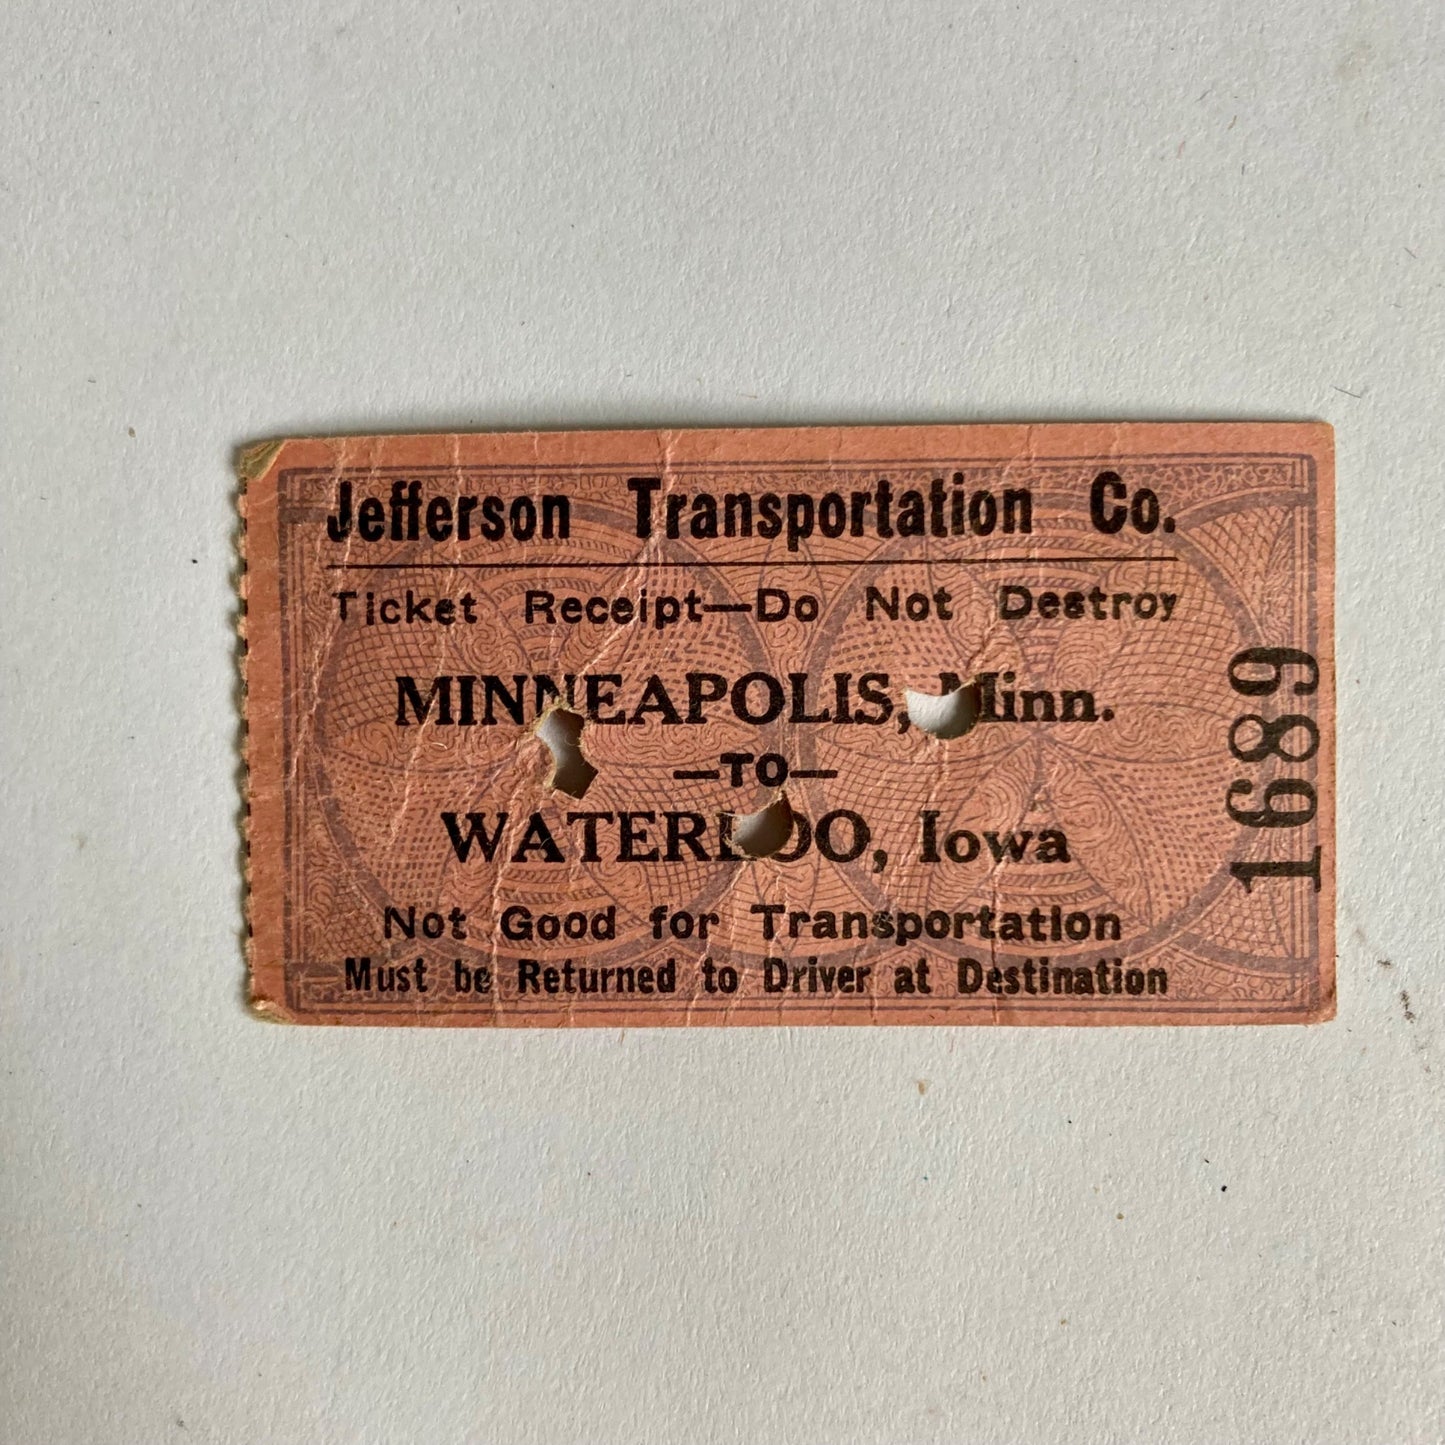 Jefferson Transportation Co.
Ticket Receipt—Do Not Destroy
MINNEAPOLIS, Minn.
—TO—
WATERLOO, Iowa
Not Good for Transportation
Must be Returned to Driver at Destination
1689